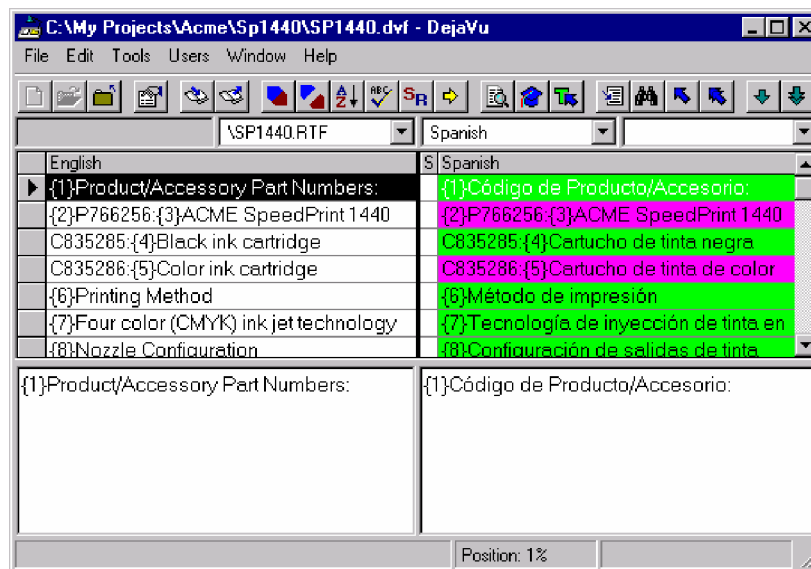 C:\My Projects\Acme\Sp1440\SP1440.dvf - DejaVu
File Edit Tools Users Window Help
\SP1440.RTF Spanish
English S Spanish
{1}Product/Accessory Part Numbers: {1}Código de Producto/Accesorio:
{2}P766256:{3}ACME SpeedPrint 1440 {2}P766256:{3}ACME SpeedPrint 1440
C835285:{4}Black ink cartridge C835285:{4}Cartucho de tinta negra
C835286:{5}Color ink cartridge C835286:{5}Cartucho de tinta de color
{6}Printing Method {6}Método de impresión
{7}Four color (CMYK) ink jet technology {7}Tecnología de inyección de tinta en
{8}Nozzle Configuration {8}Configuración de salidas de tinta
{1}Product/Accessory Part Numbers: {1}Código de Producto/Accesorio:
Position: 1%